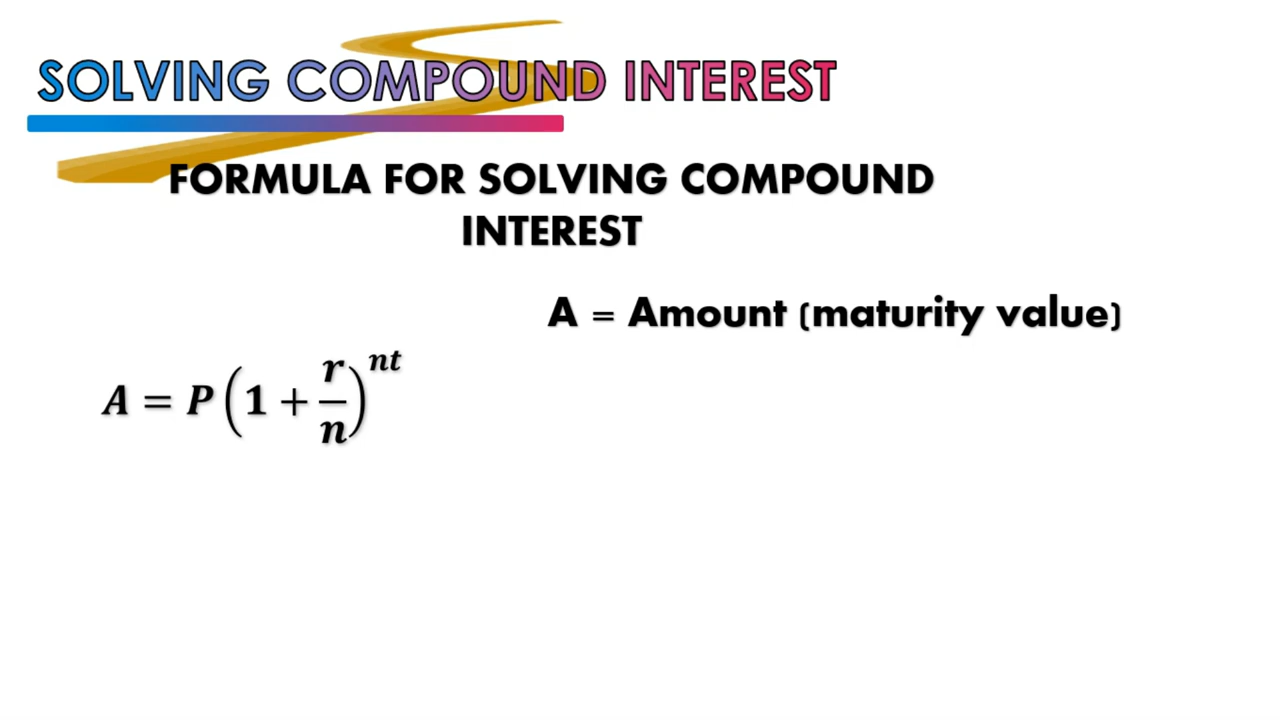 SOLVING COMPOUND INTEREST
FORMULA FOR SOLVING COMPOUND
INTEREST
A = Amount (maturity value)
A = P(1 + r/n)^nt